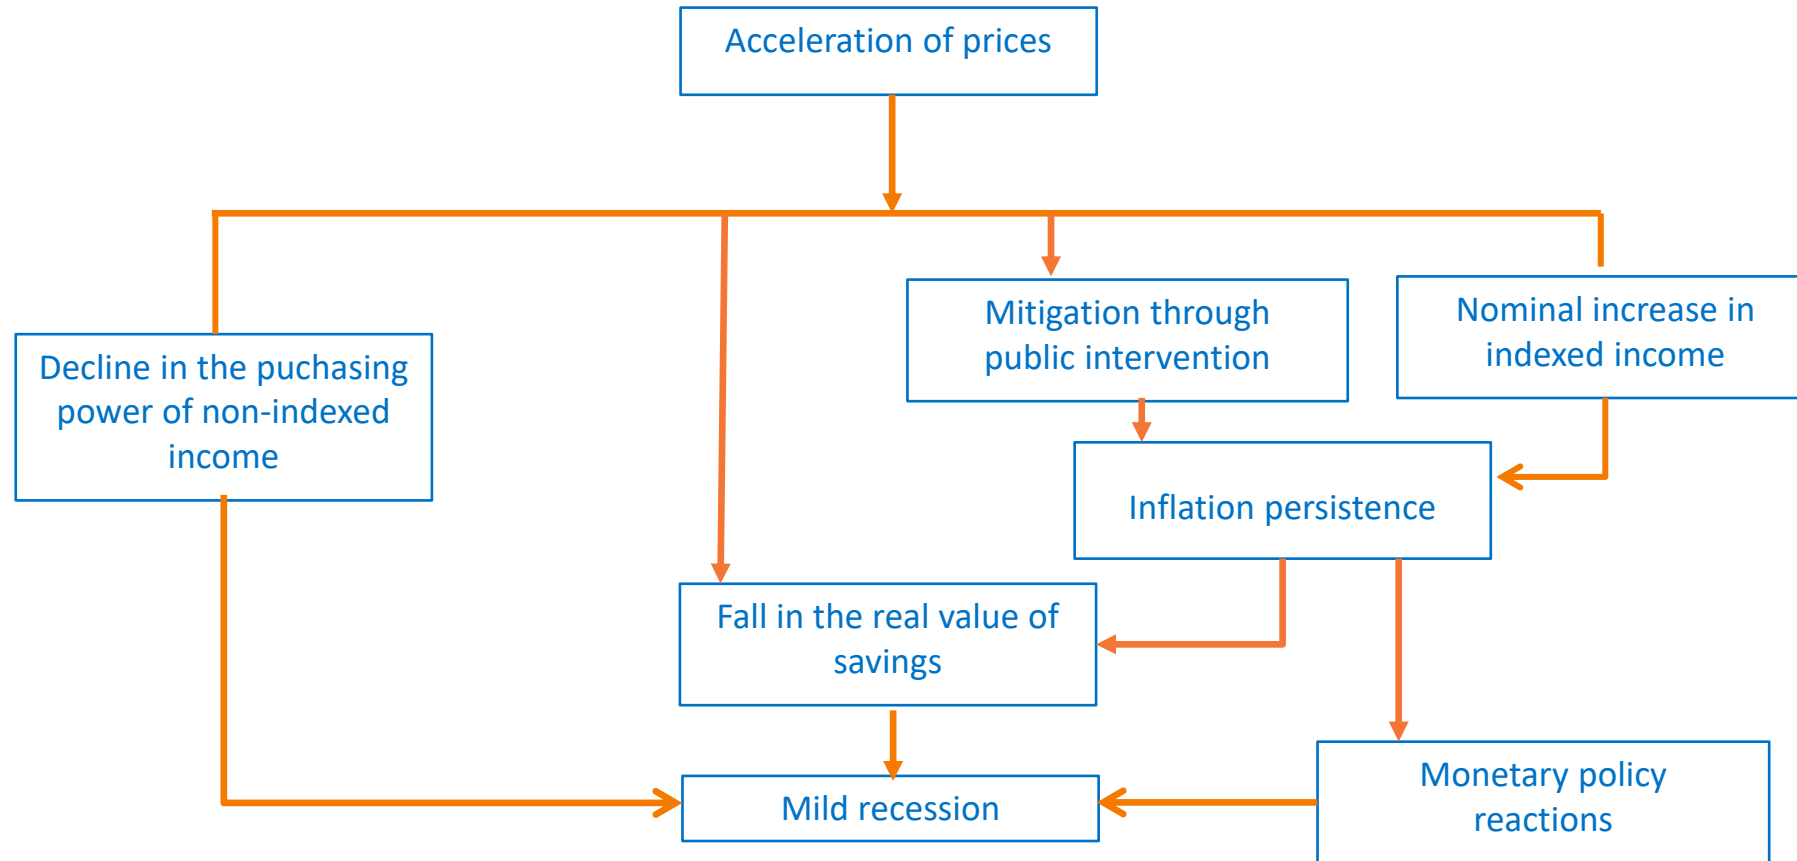 Acceleration of prices
Mitigation through
public intervention
Nominal increase in
indexed income
Decline in the puchasing
power of non-indexed
income
Inflation persistence
Fall in the real value of
savings
Mild recession
Monetary policy
reactions